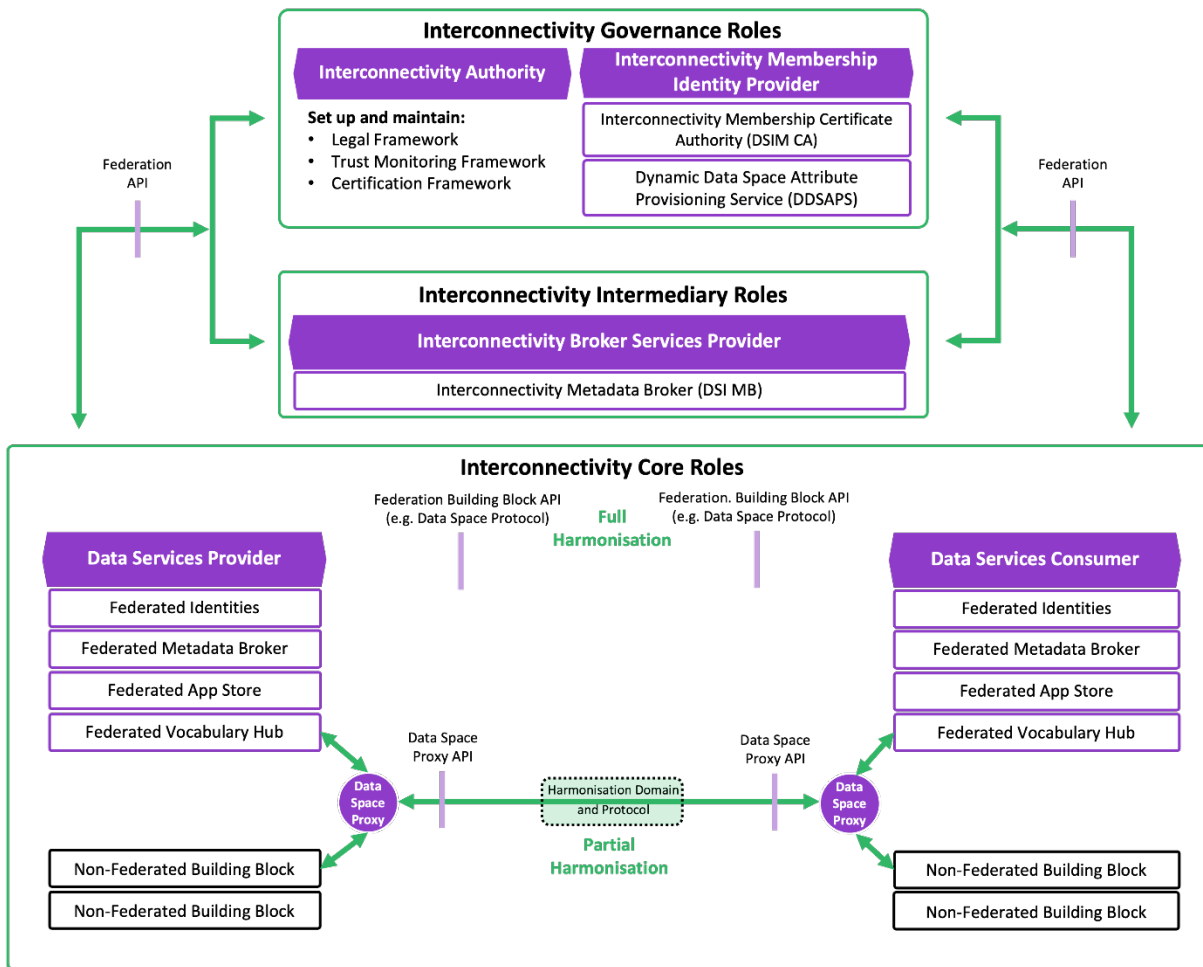 Interconnectivity Governance Roles
Interconnectivity Authority
Set up and maintain:
• Legal Framework
• Trust Monitoring Framework
• Certification Framework
Interconnectivity Membership
Identity Provider
Interconnectivity Membership Certificate
Authority (DSIM CA)
Dynamic Data Space Attribute
Provisioning Service (DDSAPS)
Federation
API
Federation
API
Interconnectivity Intermediary Roles
Interconnectivity Broker Services Provider
Interconnectivity Metadata Broker (DSI MB)
Interconnectivity Core Roles
Federation Building Block API
(e.g. Data Space Protocol)
Full
Harmonisation
Federation. Building Block API
(e.g. Data Space Protocol)
Data Services Provider
Federated Identities
Federated Metadata Broker
Federated App Store
Federated Vocabulary Hub
Data Services Consumer
Federated Identities
Federated Metadata Broker
Federated App Store
Federated Vocabulary Hub
Data Space
Proxy API
Data Space
Proxy API
Data
Space
Proxy
Harmonisation Domain
and Protocol
Data
Space
Proxy
Partial
Harmonisation
Non-Federated Building Block
Non-Federated Building Block
Non-Federated Building Block
Non-Federated Building Block